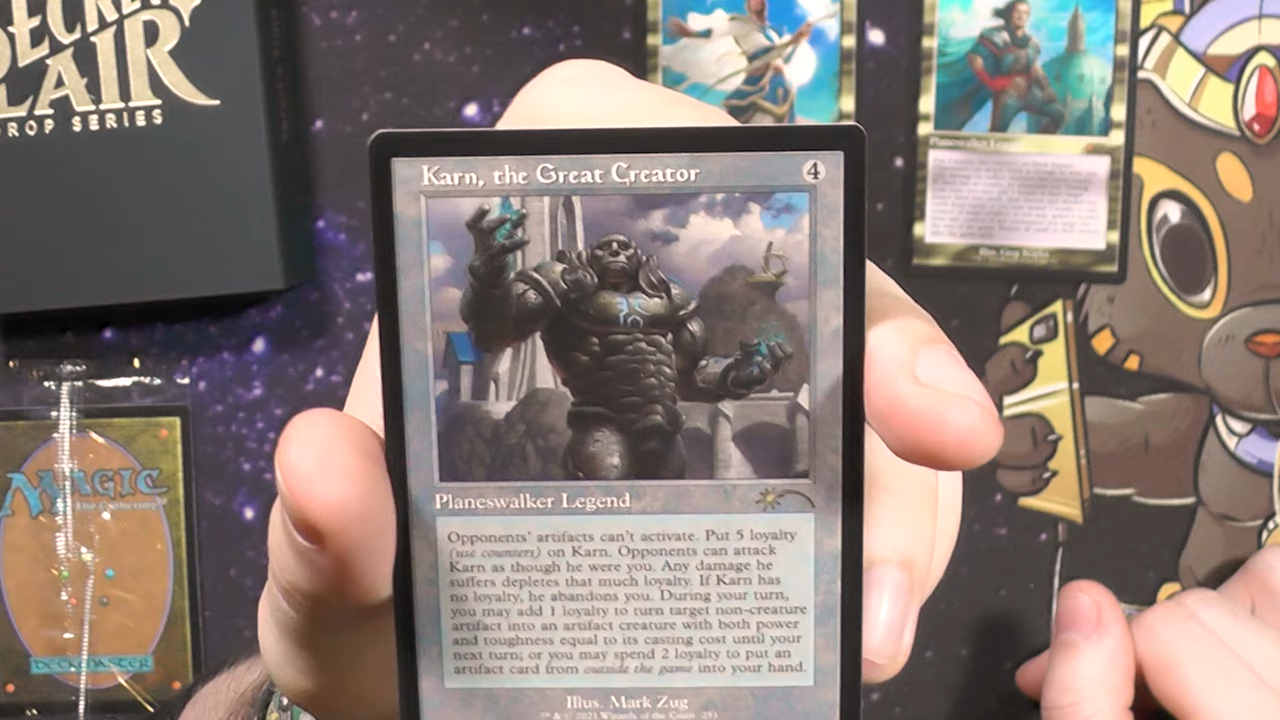 SECRET
LAIR
DROP SERIES
Karn, the Great Creator
4
Planeswalker Legend
Opponents' artifacts can't activate. Put 5 loyalty
(use counters) on Karn. Opponents can attack
Karn as though he were you. Any damage he
suffers depletes that much loyalty. If Karn has
no loyalty, he abandons you. During your turn,
you may add 1 loyalty to turn target non-creature
artifact into an artifact creature with both power
and toughness equal to its casting cost until your
next turn; or you may spend 2 loyalty to put an
artifact card from outside the game into your hand.
Illus. Mark Zug
™ & © 2021 Wizards of the Coast 253
Planeswalker Legend
MAGIC
The Gathering
DECKMASTER